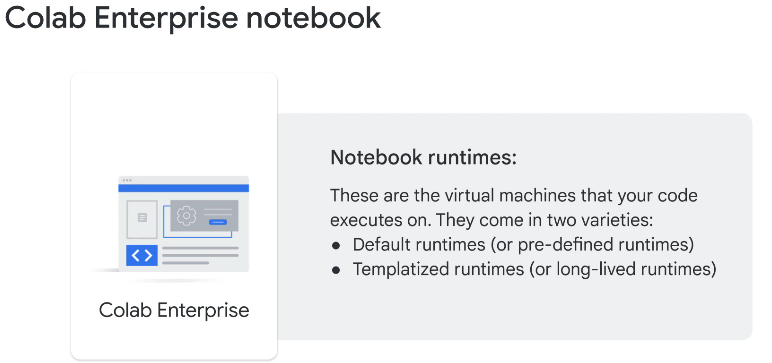 Colab Enterprise notebook
Notebook runtimes:
These are the virtual machines that your code
executes on. They come in two varieties:
● Default runtimes (or pre-defined runtimes)
● Templatized runtimes (or long-lived runtimes)
Colab Enterprise